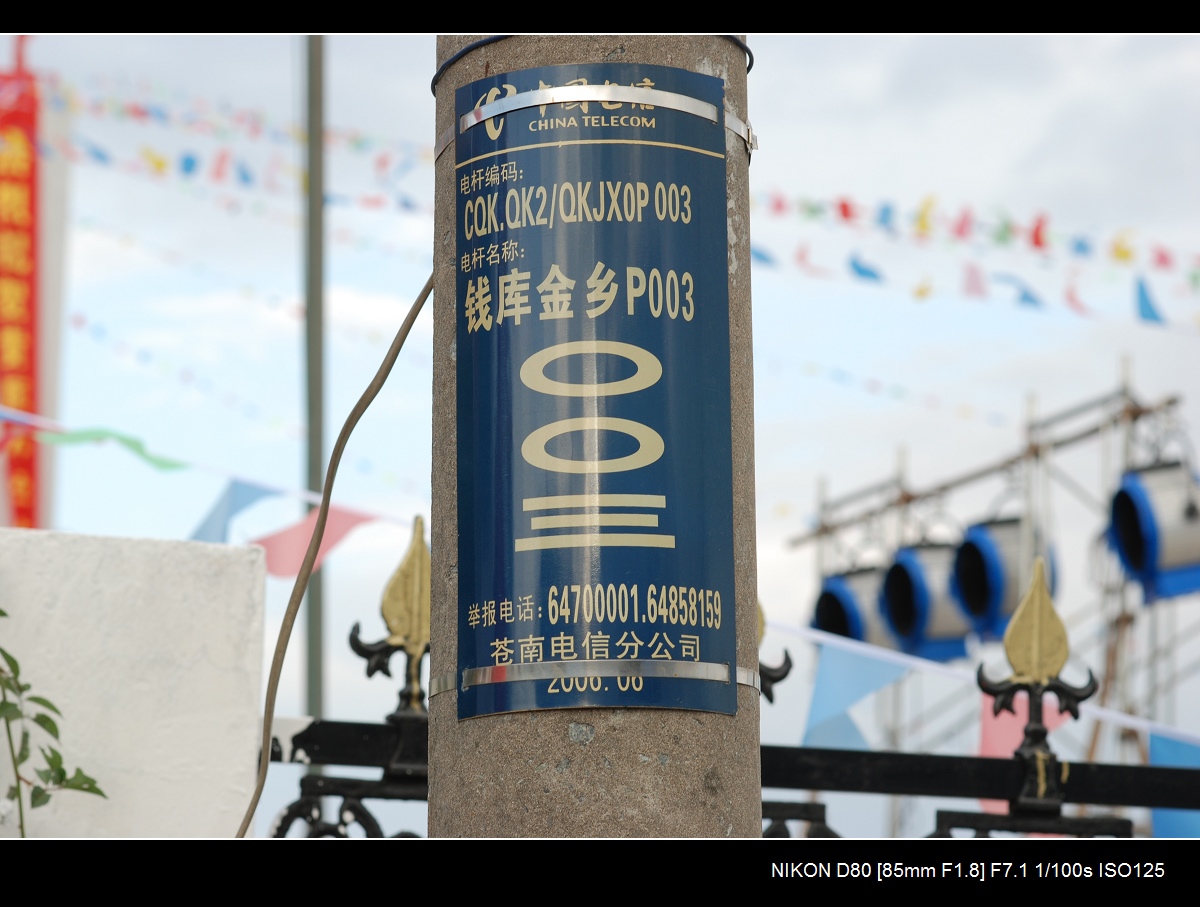 中国电信
CHINA TELECOM
电杆编码:
CQK.QK2/QKJX0P003
电杆名称:
钱库金乡P003
〇
〇
三
举报电话:64700001.64858159
苍南电信分公司
2006.06
NIKON D80 [85mm F1.8] F7.1 1/100s ISO125